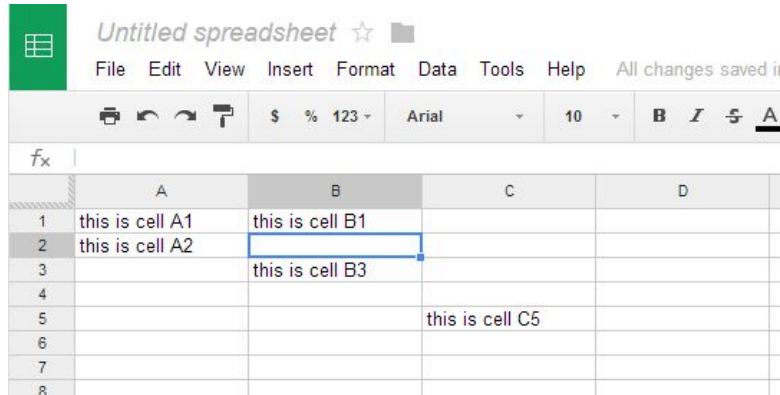 Untitled spreadsheet
File Edit View Insert Format Data Tools Help All changes saved i
$ % 123 Arial 10 B I S A
fx
A B C D
1 this is cell A1 this is cell B1
2 this is cell A2
3 this is cell B3
4
5 this is cell C5
6
7
8